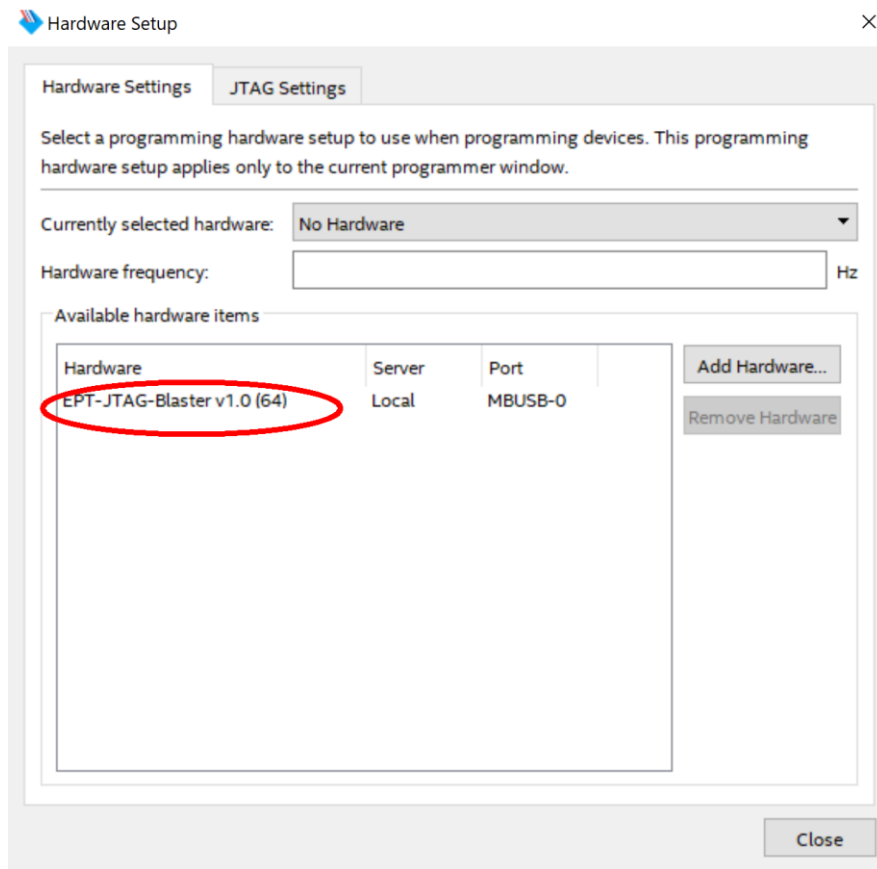 Hardware Setup
Hardware Settings
JTAG Settings
Select a programming hardware setup to use when programming devices. This programming
hardware setup applies only to the current programmer window.
Currently selected hardware: No Hardware
Hardware frequency: Hz
Available hardware items
Hardware Server Port
EPT-JTAG-Blaster v1.0 (64) Local MBUSB-0
Add Hardware...
Remove Hardware
Close